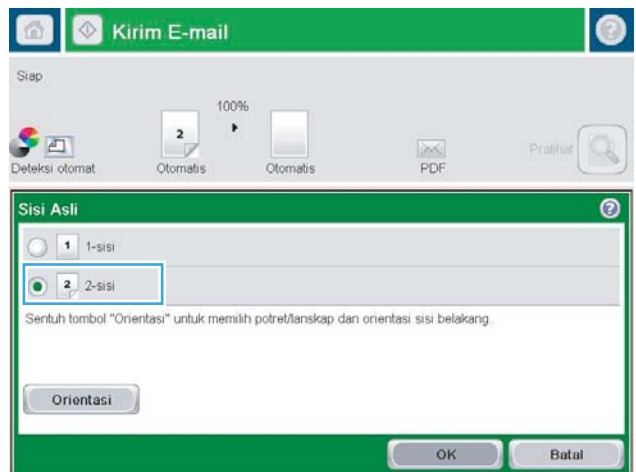 Kirim E-mail
Siap
100%
2
Deteksi otomat
Otomatis
Otomatis
PDF
Pralihat
Sisi Asli
1 1-sisi
2 2-sisi
Sentuh tombol "Orientasi" untuk memilih potret/lanskap dan orientasi sisi belakang.
Orientasi
OK Batal